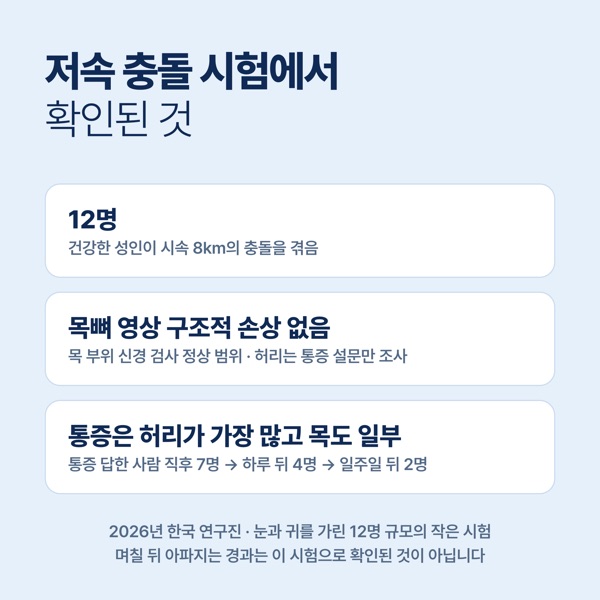 저속 충돌 시험에서
확인된 것
12명
건강한 성인이 시속 8km의 충돌을 겪음
목뼈 영상 구조적 손상 없음
목 부위 신경 검사 정상 범위 · 허리는 통증 설문만 조사
통증은 허리가 가장 많고 목도 일부
통증 답한 사람 직후 7명 → 하루 뒤 4명 → 일주일 뒤 2명
2026년 한국 연구진 · 눈과 귀를 가린 12명 규모의 작은 시험
며칠 뒤 아파지는 경과는 이 시험으로 확인된 것이 아닙니다